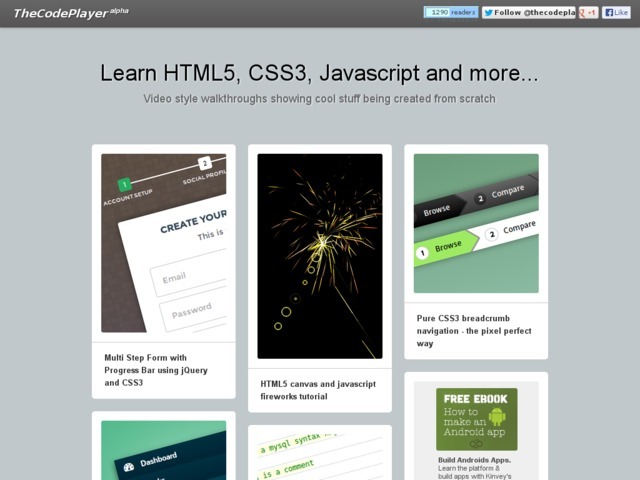 TheCodePlayer alpha
1290 readers
Follow @thecodepla
+1
Like
Learn HTML5, CSS3, Javascript and more...
Video style walkthroughs showing cool stuff being created from scratch
1
2
ACCOUNT SETUP
SOCIAL PROFIL
CREATE YOUR
This is
Email
Password
Multi Step Form with
Progress Bar using jQuery
and CSS3
Dashboard
HTML5 canvas and javascript
fireworks tutorial
a mysql syntax
is a comment
Browse
2
Compare
1
Browse
2
Compare
Pure CSS3 breadcrumb
navigation - the pixel perfect
way
FREE EBOOK
How to
make an
Android app
Build Androids Apps.
Learn the platform &
build apps with Kinvey's